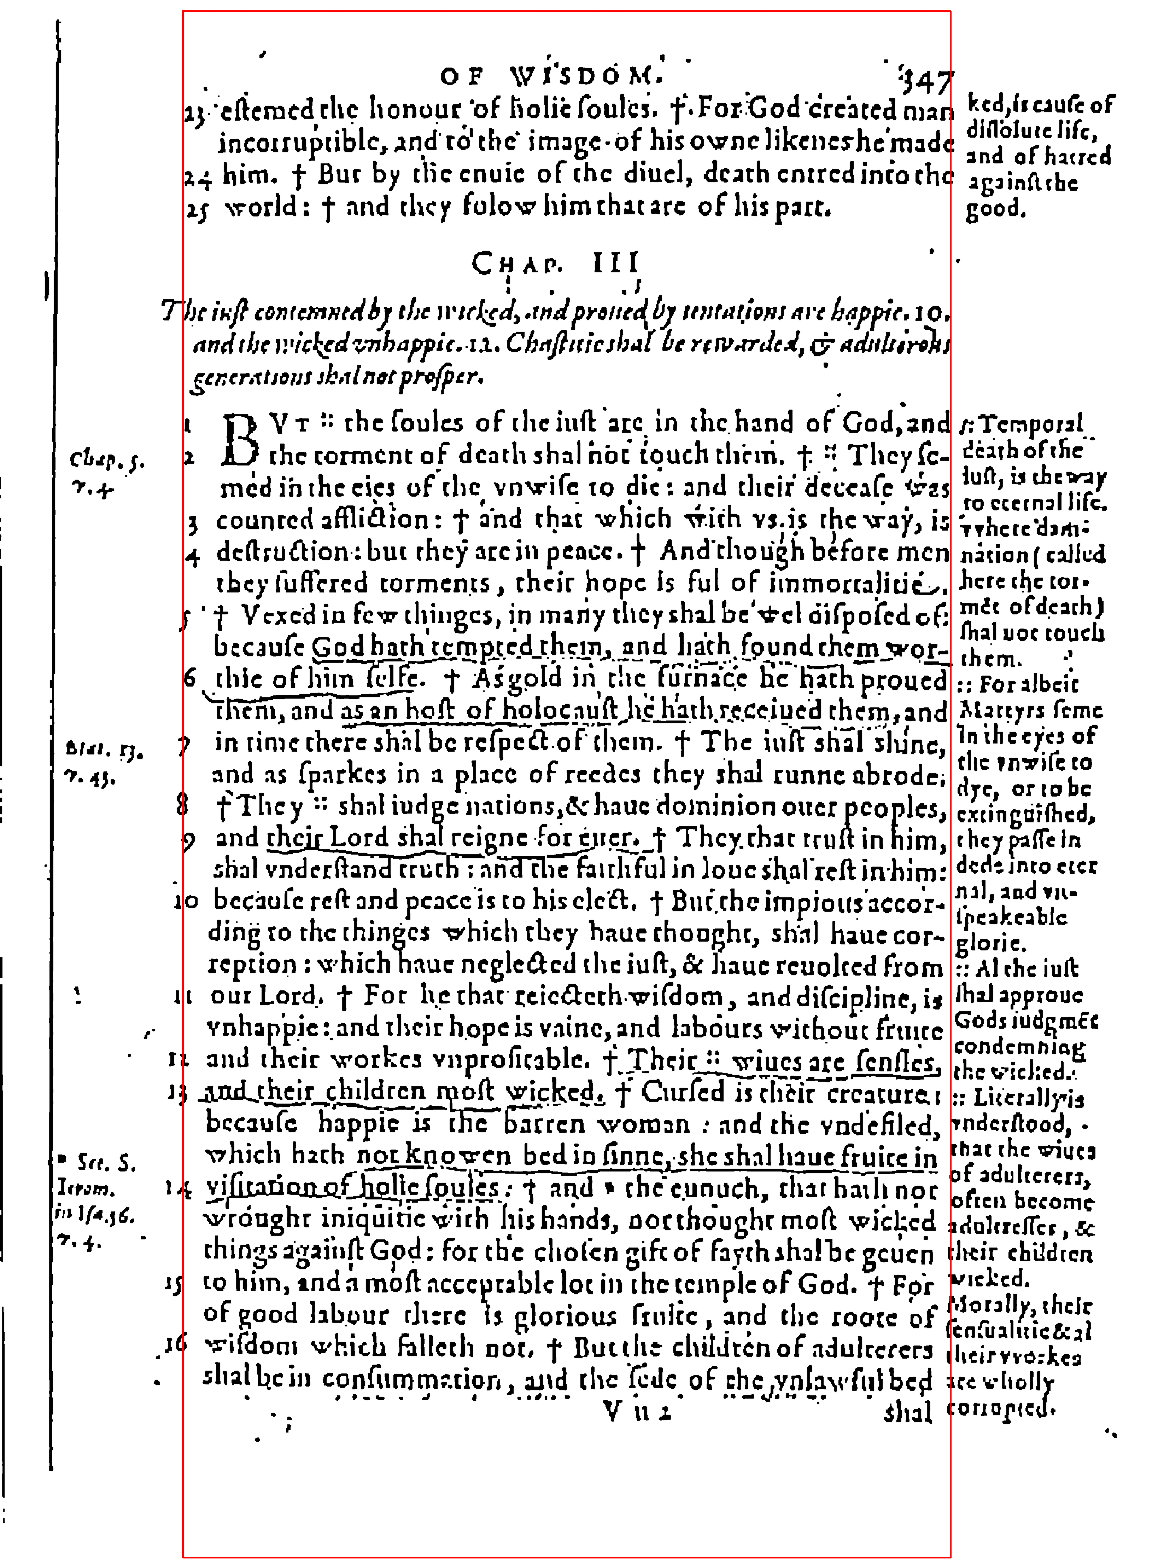 OF WISDOM. 347
23 estemed the honour of holie soules. †. For God created man
incorruptible, and to the image of his owne likenes he made
24 him. † But by the enuie of the diuel, death entred into the
25 world: † and they folow him that are of his part.
ked, is cause of
dissolute life,
and of hatred
against the
good.
CHAP. III
The iust contemned by the wicked, and proued by tentations are happie. 10.
and the wicked vnhappie. 12. Chastitie shal be rewarded, & adulterous
generations shal not prosper.
1 BVT :: the soules of the iust are in the hand of God, and
2 the torment of death shal not touch them. † :: They se-
med in the eies of the vnwise to die: and their decease was
3 counted affliction: † and that which with vs is the way, is
4 destruction: but they are in peace. † And though before men
they suffered torments, their hope is ful of immortalitie.
5 † Vexed in few thinges, in many they shal be wel disposed of:
because God hath tempted them, and hath found them wor-
6 thie of him selfe. † As gold in the furnace he hath proued
them, and as an host of holocaust he hath receiued them, and
7 in time there shal be respect of them. † The iust shal shine,
and as sparkes in a place of reedes they shal runne abrode.
8 † They :: shal iudge nations, & haue dominion ouer peoples,
9 and their Lord shal reigne for euer. † They that trust in him,
shal vnderstand truth: and the faithful in loue shal rest in him:
10 because rest and peace is to his elect. † But the impious accor-
ding to the thinges which they haue thought, shal haue cor-
reption: which haue neglected the iust, & haue reuolted from
11 our Lord. † For he that reiecteth wisdom, and discipline, is
vnhappie: and their hope is vaine, and labours without fruite
12 and their workes vnprofitable. † Their :: wiues are sensles,
13 and their children most wicked. † Cursed is their creature:
because happie is the barren woman: and the vndefiled,
which hath not knowen bed in sinne, she shal haue fruite in
14 visitation of holie soules: † and * the eunuch, that hath not
wrought iniquitie with his hands, not thought most wicked
things against God: for the chosen gift of fayth shal be geuen
15 to him, and a most acceptable lot in the temple of God. † For
of good labour there is glorious fruite, and the roote of
16 wisdom which falleth not. † But the children of adulterers
shal be in consummation, and the sede of the vnlawful bed
V u 2 shal
Chap. 5.
v. 4
Mat. 13.
v. 43.
* See. S.
Ierom.
in Isa. 56.
v. 4.
:: Temporal
death of the
iust, is the way
to eternal life.
vvhere dam-
nation (called
here the tor-
mēt of death)
shal not touch
them.
:: For albeit
Martyrs seme
in the eyes of
the vnwise to
dye, or to be
extinguished,
they passe in
dede into eter
nal, and vn-
speakeable
glorie.
:: Al the iust
shal approue
Gods iudgmēt
condemning
the wicked.
:: Literally is
vnderstood,
that the wiues
of adulterers,
often become
adultresses, &
their children
wicked.
Morally, their
sensualitie & al
their vvorkes
are wholly
corrupted.